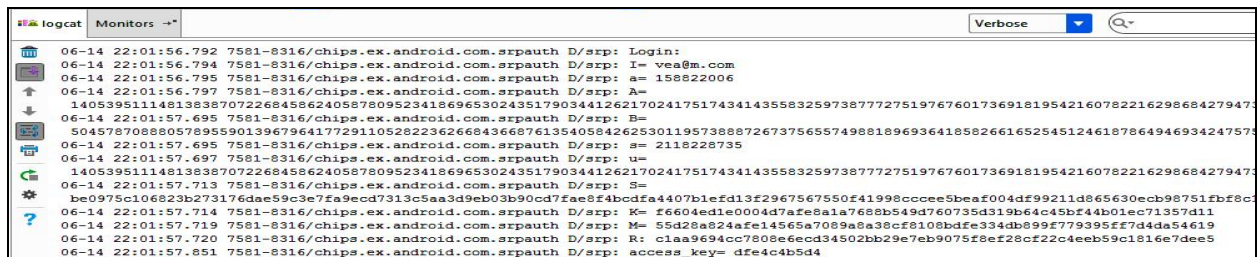 logcat Monitors Verbose
06-14 22:01:56.792 7581-8316/chips.ex.android.com.srpauth D/srp: Login:
06-14 22:01:56.794 7581-8316/chips.ex.android.com.srpauth D/srp: I= vea@m.com
06-14 22:01:56.795 7581-8316/chips.ex.android.com.srpauth D/srp: a= 158822006
06-14 22:01:56.797 7581-8316/chips.ex.android.com.srpauth D/srp: A=
06-14 22:01:57.695 7581-8316/chips.ex.android.com.srpauth D/srp: B=
06-14 22:01:57.695 7581-8316/chips.ex.android.com.srpauth D/srp: s= 2118228735
06-14 22:01:57.697 7581-8316/chips.ex.android.com.srpauth D/srp: u=
06-14 22:01:57.713 7581-8316/chips.ex.android.com.srpauth D/srp: S=
06-14 22:01:57.714 7581-8316/chips.ex.android.com.srpauth D/srp: K= f6604ed1e0004d7afe8a1a7688b549d760735d319b64c45bf44b01ec71357d11
06-14 22:01:57.719 7581-8316/chips.ex.android.com.srpauth D/srp: M= 55d28a824afe14565a7089a8a38cf8108bdfe334db899f779395ff7d4da54619
06-14 22:01:57.720 7581-8316/chips.ex.android.com.srpauth D/srp: R: c1aa9694cc7808e6ecd34502bb29e7eb9075f8ef28cf22c4eeb59c1816e7dee5
06-14 22:01:57.851 7581-8316/chips.ex.android.com.srpauth D/srp: access_key= dfe4c4b5d4